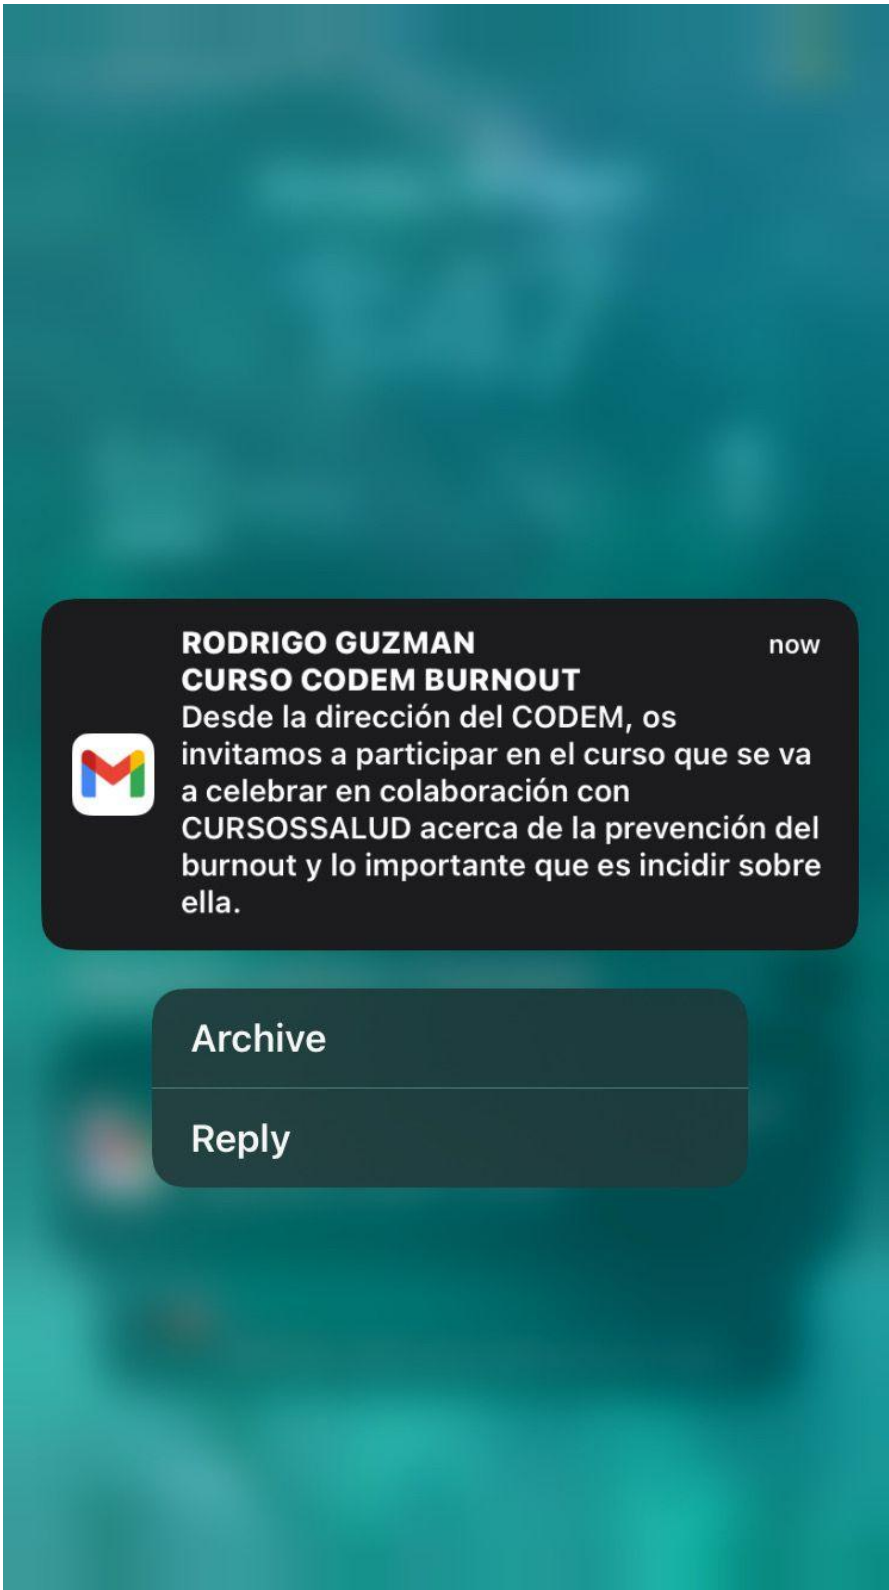 RODRIGO GUZMAN
now
CURSO CODEM BURNOUT
Desde la dirección del CODEM, os
invitamos a participar en el curso que se va
a celebrar en colaboración con
CURSOSSALUD acerca de la prevención del
burnout y lo importante que es incidir sobre
ella.
Archive
Reply